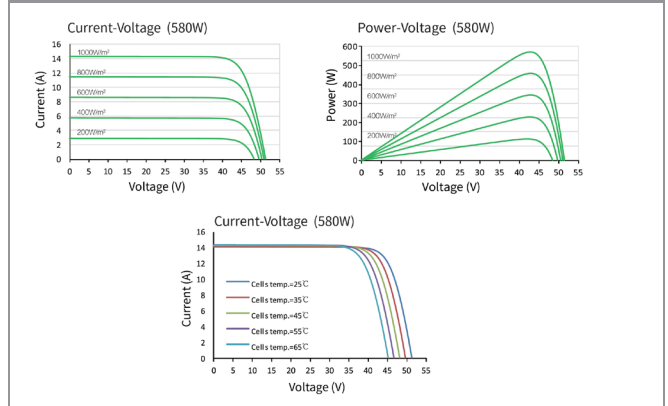 Current-Voltage (580W)
Current (A)
16
14
12
10
8
6
4
2
0
1000W/m²
800W/m²
600W/m²
400W/m²
200W/m²
0 5 10 15 20 25 30 35 40 45 50 55
Voltage (V)
Power-Voltage (580W)
Power (W)
600
500
400
300
200
100
0
1000W/m²
800W/m²
600W/m²
400W/m²
200W/m²
0 5 10 15 20 25 30 35 40 45 50 55
Voltage (V)
Current-Voltage (580W)
Current (A)
16
14
12
10
8
6
4
2
0
Cells temp.=25℃
Cells temp.=35℃
Cells temp.=45℃
Cells temp.=55℃
Cells temp.=65℃
0 5 10 15 20 25 30 35 40 45 50 55
Voltage (V)